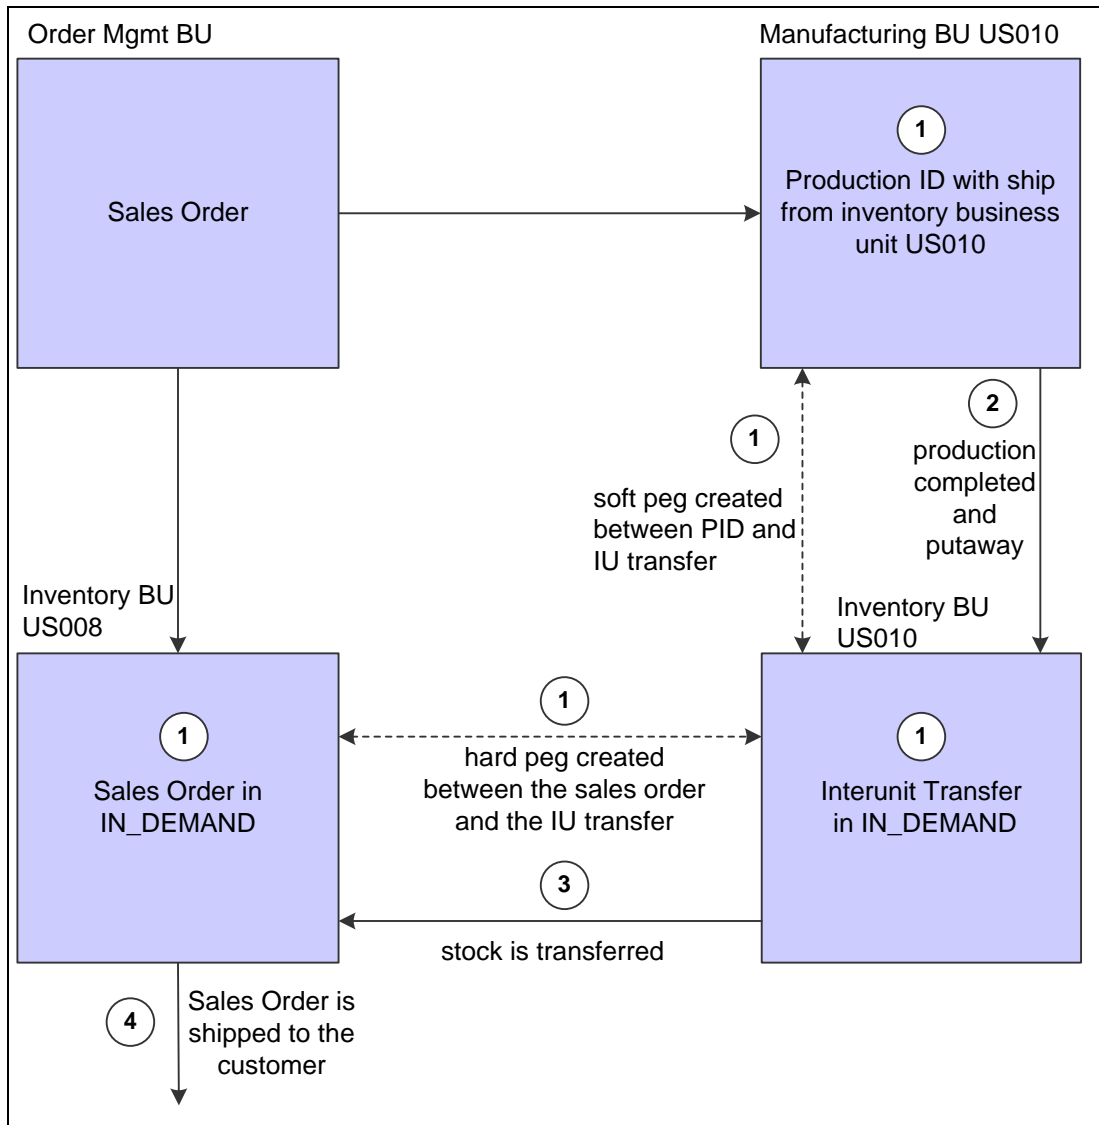 Order Mgmt BU
Manufacturing BU US010
Sales Order
1
Production ID with ship
from inventory business
unit US010
1
soft peg created
between PID and
IU transfer
2
production
completed
and
putaway
Inventory BU
US008
Inventory BU
US010
1
Sales Order in
IN_DEMAND
1
hard peg created
between the sales order
and the IU transfer
1
Interunit Transfer
in IN_DEMAND
3
stock is transferred
4
Sales Order is
shipped to the
customer